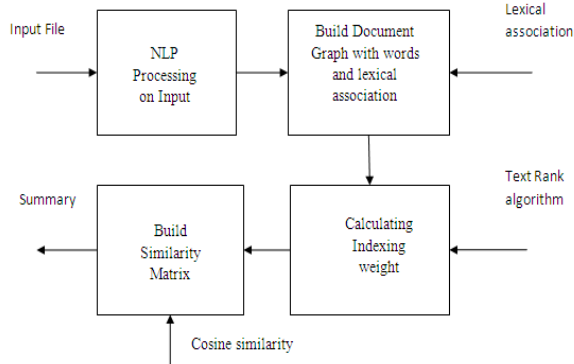 Input File
NLP
Processing
on Input
Build Document
Graph with words
and lexical
association
Lexical
association
Summary
Build
Similarity
Matrix
Calculating
Indexing
weight
Text Rank
algorithm
Cosine similarity